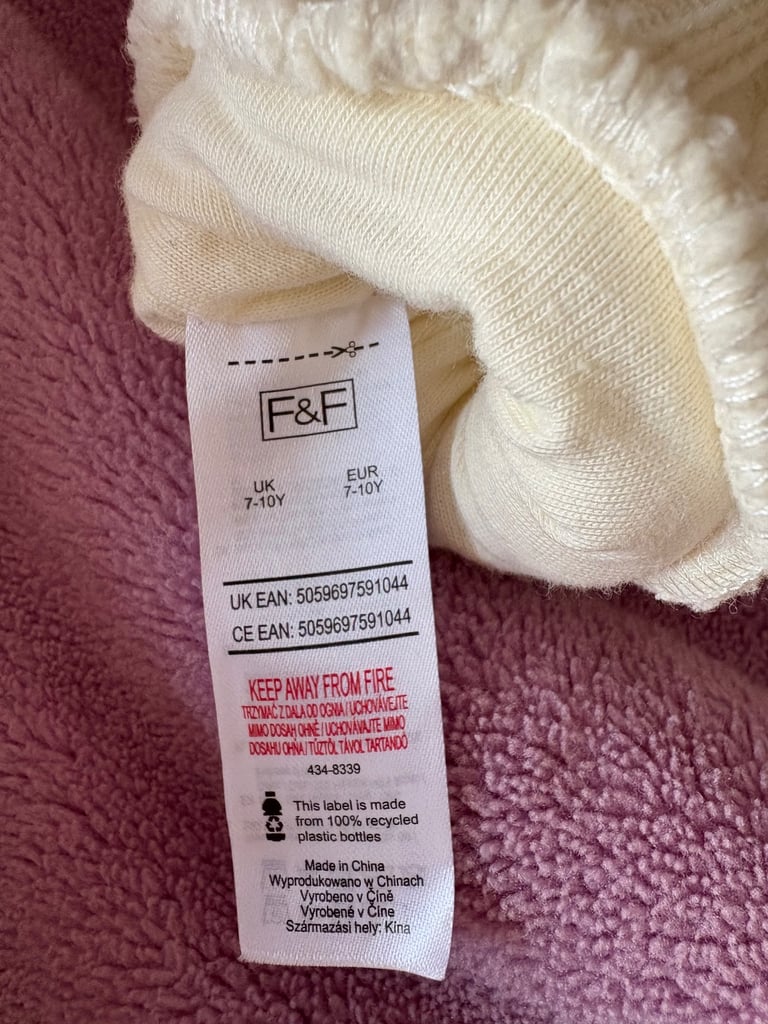 F&F
UK EUR
7-10Y 7-10Y
UK EAN: 5059697591044
CE EAN: 5059697591044
KEEP AWAY FROM FIRE
TRZYMAĆ Z DALA OD OGNIA / UCHOVÁVEJTE
MIMO DOSAH OHNĚ / UCHOVÁVAJTE MIMO
DOSAHU OHŇA / TŰZTŐL TÁVOL TARTANDÓ
434-8339
This label is made
from 100% recycled
plastic bottles
Made in China
Wyprodukowano w Chinach
Vyrobeno v Číně
Vyrobené v Číne
Származási hely: Kína